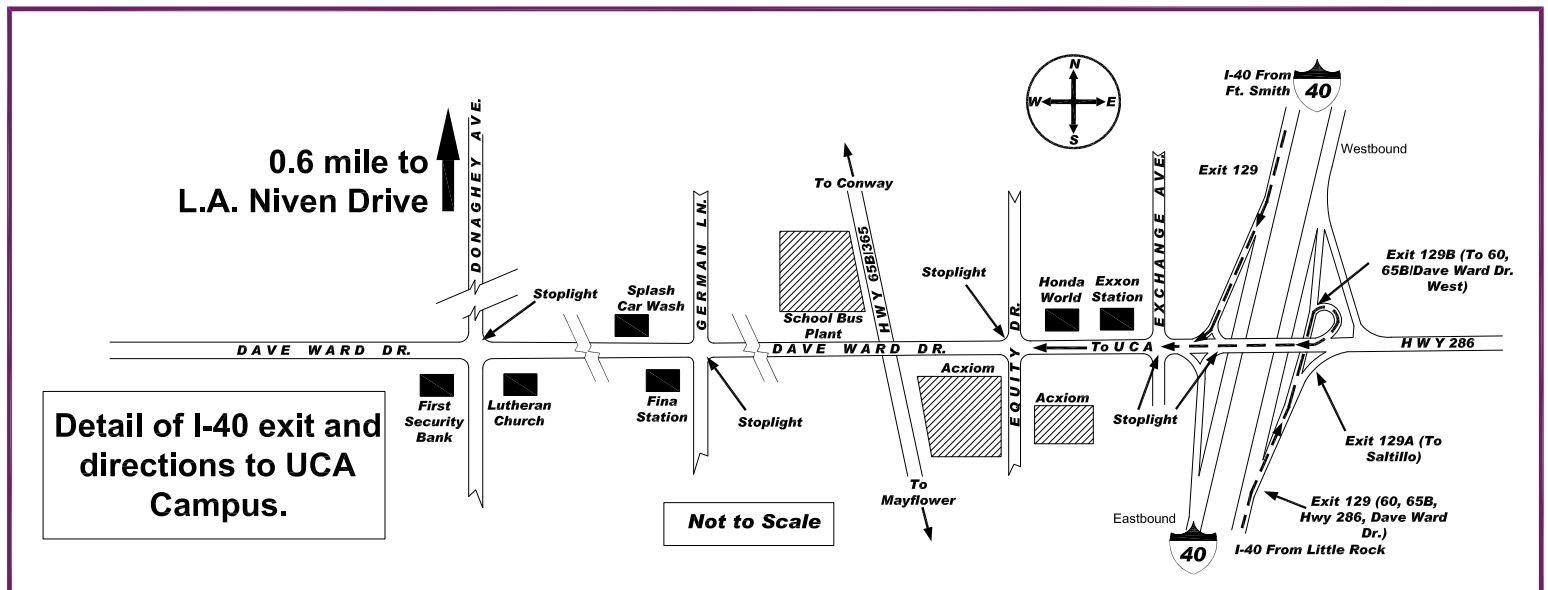 N
W
E
S
I-40 From
Ft. Smith
40
Westbound
Exit 129
Exit 129B (To 60,
65B|Dave Ward Dr.
West)
0.6 mile to
L.A. Niven Drive
DONAGHEY AVE.
Stoplight
Splash
Car Wash
GERMAN LN.
To Conway
HWY 65B|365
School Bus
Plant
Stoplight
EQUITY DR.
Honda
World
Exxon
Station
EXCHANGE AVE.
DAVE WARD DR.
DAVE WARD DR.
To UCA
HWY 286
First
Security
Bank
Lutheran
Church
Fina
Station
Stoplight
Acxiom
Acxiom
Stoplight
Exit 129A (To
Saltillo)
Detail of I-40 exit and
directions to UCA
Campus.
To
Mayflower
Not to Scale
Exit 129 (60, 65B,
Hwy 286, Dave Ward
Dr.)
Eastbound
40
I-40 From Little Rock